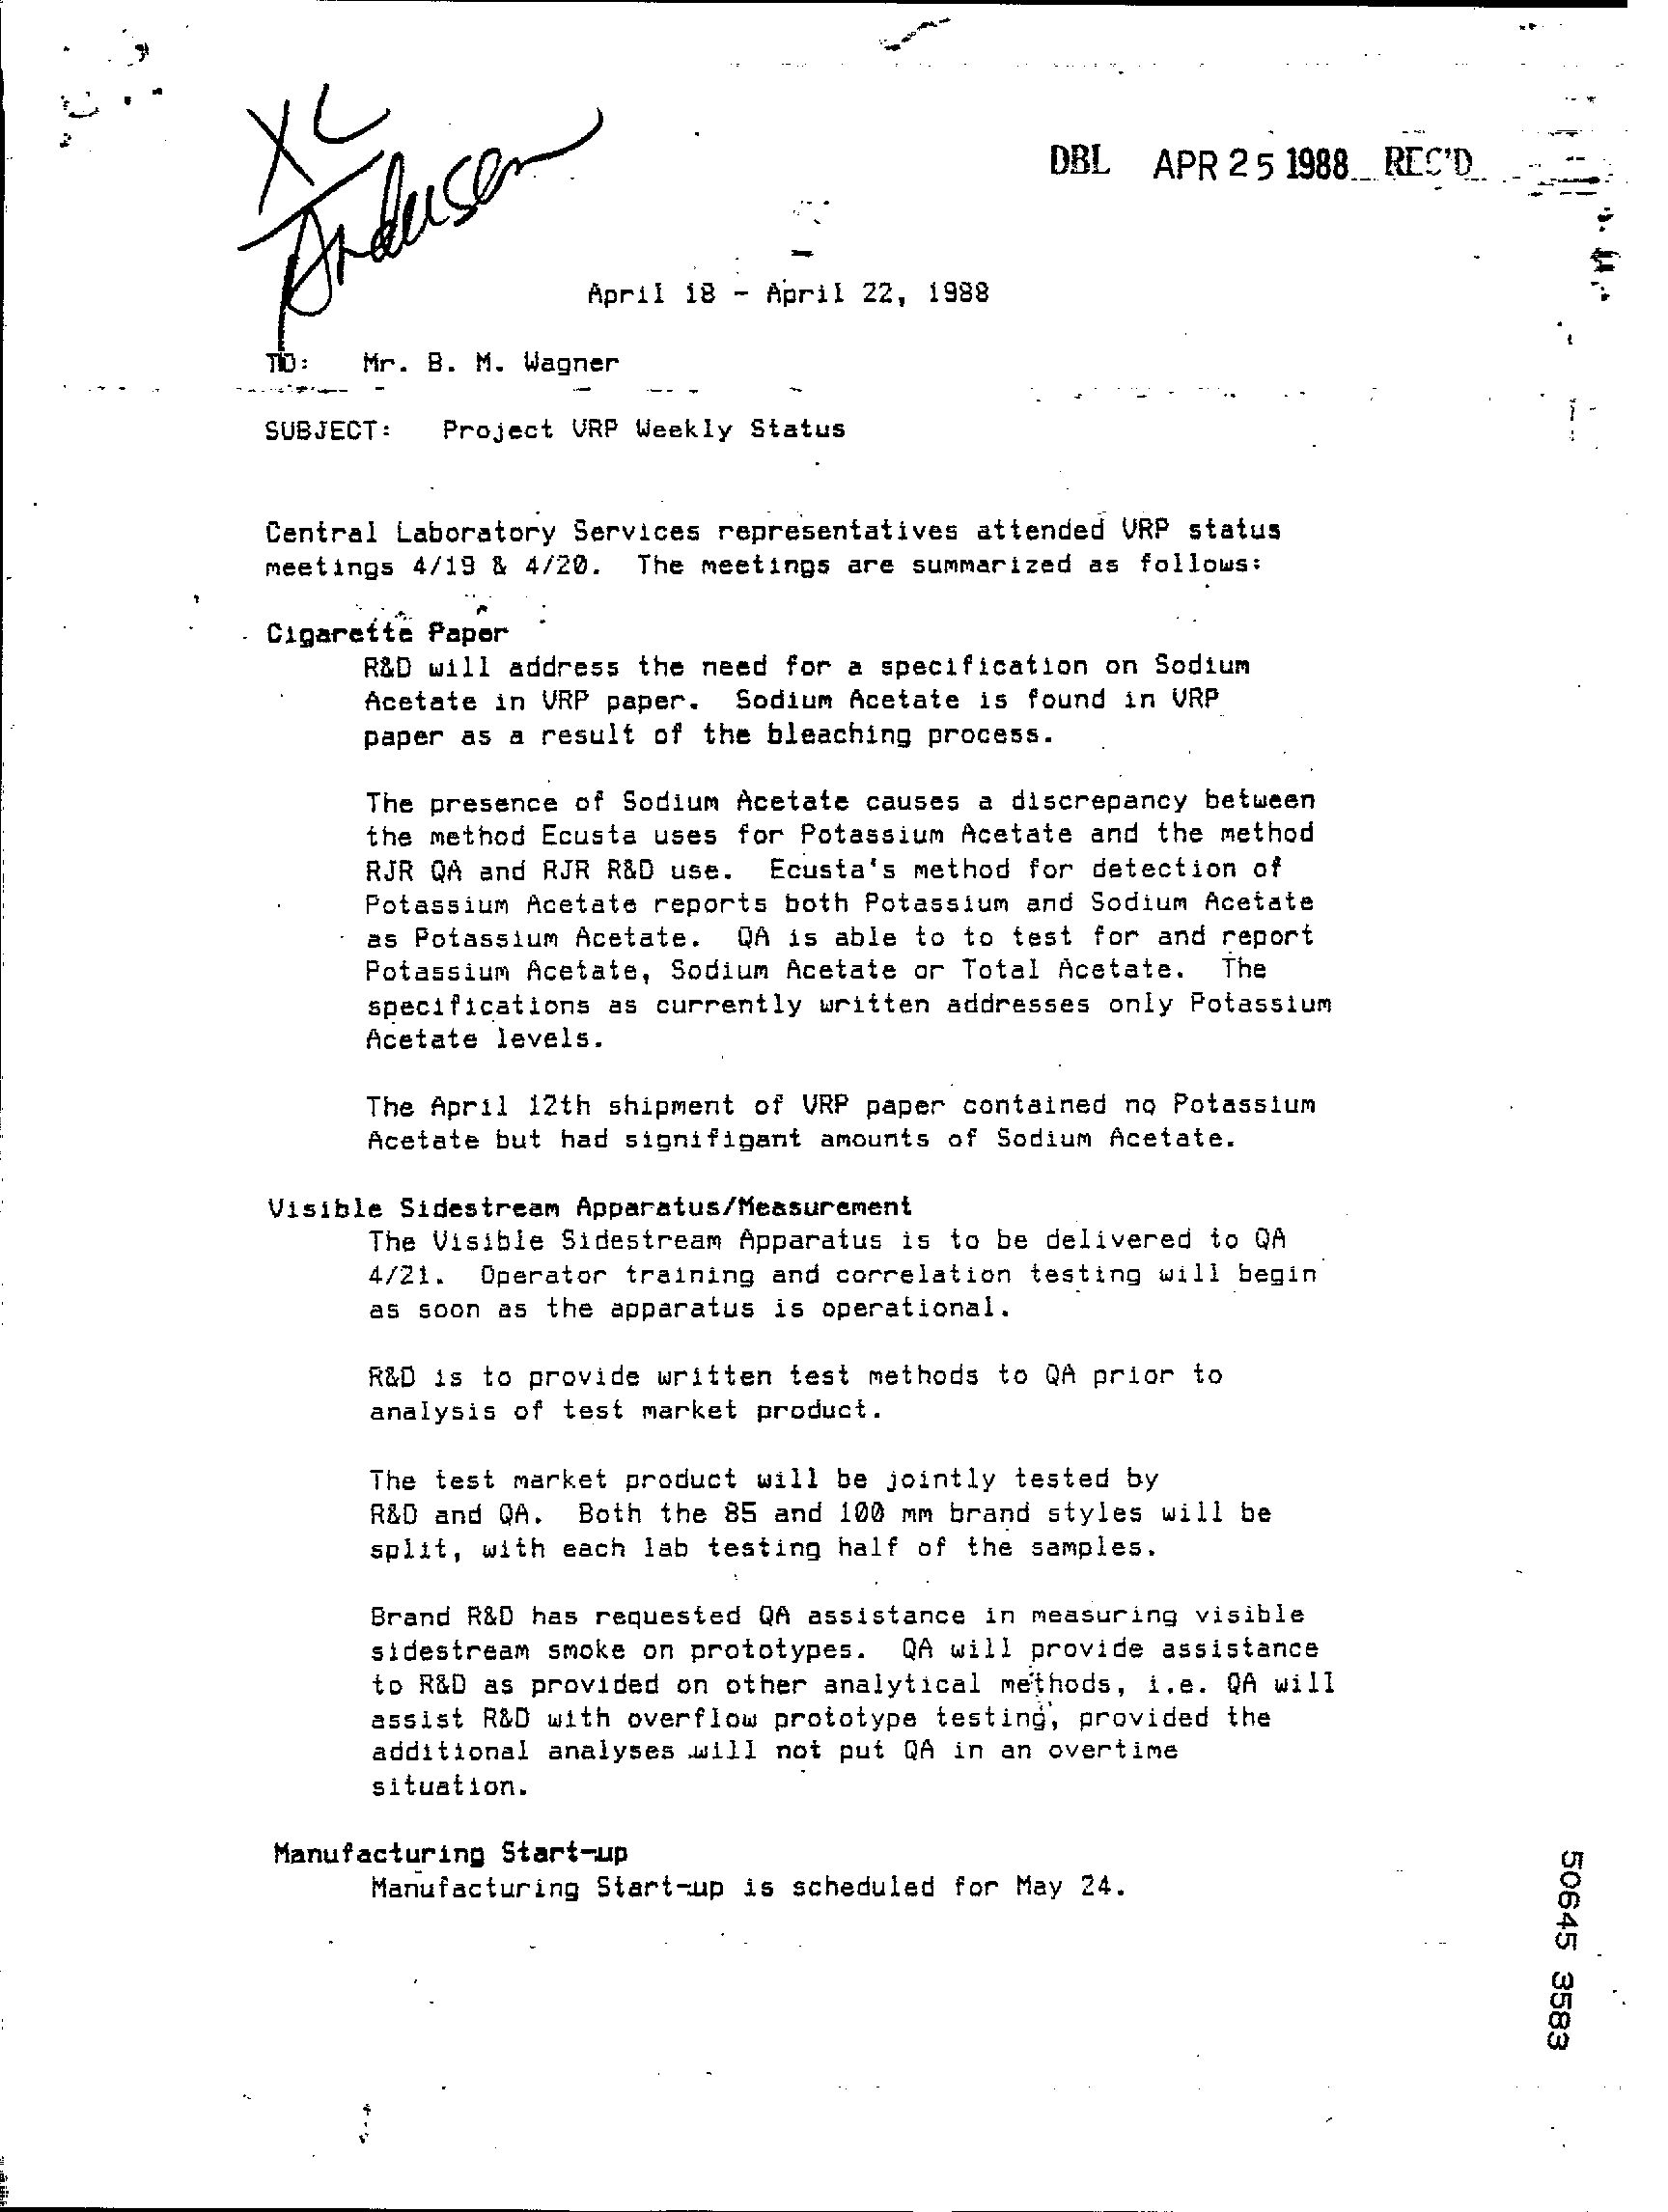 XC
Andersen
DBL APR 25 1988 REC'D
April 18 - April 22, 1988
TO: Mr. B. M. Wagner
SUBJECT: Project VRP Weekly Status
Central Laboratory Services representatives attended VRP status
meetings 4/19 & 4/20. The meetings are summarized as follows:
Cigarette Paper
R&D will address the need for a specification on Sodium
Acetate in VRP paper. Sodium Acetate is found in VRP
paper as a result of the bleaching process.
The presence of Sodium Acetate causes a discrepancy between
the method Ecusta uses for Potassium Acetate and the method
RJR QA and RJR R&D use. Ecusta's method for detection of
Potassium Acetate reports both Potassium and Sodium Acetate
as Potassium Acetate. QA is able to to test for and report
Potassium Acetate, Sodium Acetate or Total Acetate. The
specifications as currently written addresses only Potassium
Acetate levels.
The April 12th shipment of VRP paper contained no Potassium
Acetate but had signifigant amounts of Sodium Acetate.
Visible Sidestream Apparatus/Measurement
The Visible Sidestream Apparatus is to be delivered to QA
4/21. Operator training and correlation testing will begin
as soon as the apparatus is operational.
R&D is to provide written test methods to QA prior to
analysis of test market product.
The test market product will be jointly tested by
R&D and QA. Both the 85 and 100 mm brand styles will be
split, with each lab testing half of the samples.
Brand R&D has requested QA assistance in measuring visible
sidestream smoke on prototypes. QA will provide assistance
to R&D as provided on other analytical methods, i.e. QA will
assist R&D with overflow prototype testing, provided the
additional analyses will not put QA in an overtime
situation.
Manufacturing Start-up
Manufacturing Start-up is scheduled for May 24.
50645 3583